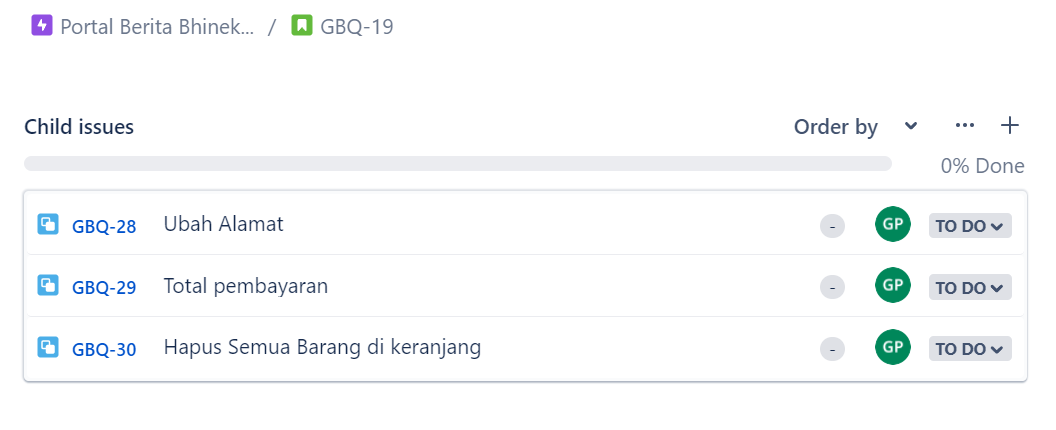 Portal Berita Bhinek... / GBQ-19
Child issues Order by
0% Done
GBQ-28 Ubah Alamat - GP TO DO
GBQ-29 Total pembayaran - GP TO DO
GBQ-30 Hapus Semua Barang di keranjang - GP TO DO